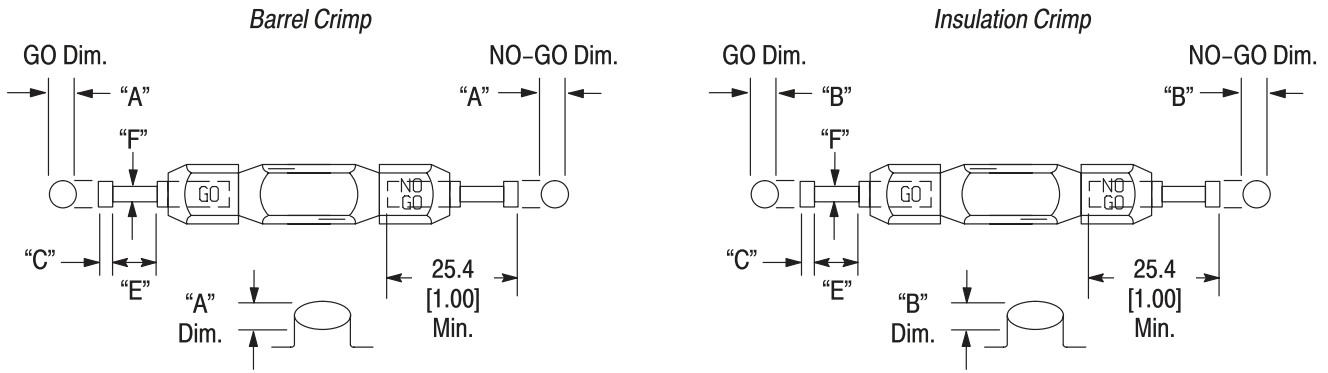 Barrel Crimp
GO Dim.
NO–GO Dim.
“A”
“A”
“F”
GO
NO
GO
“C”
“E”
25.4
[1.00]
Min.
“A”
Dim.
Insulation Crimp
GO Dim.
NO–GO Dim.
“B”
“B”
“F”
GO
NO
GO
“C”
“E”
25.4
[1.00]
Min.
“B”
Dim.